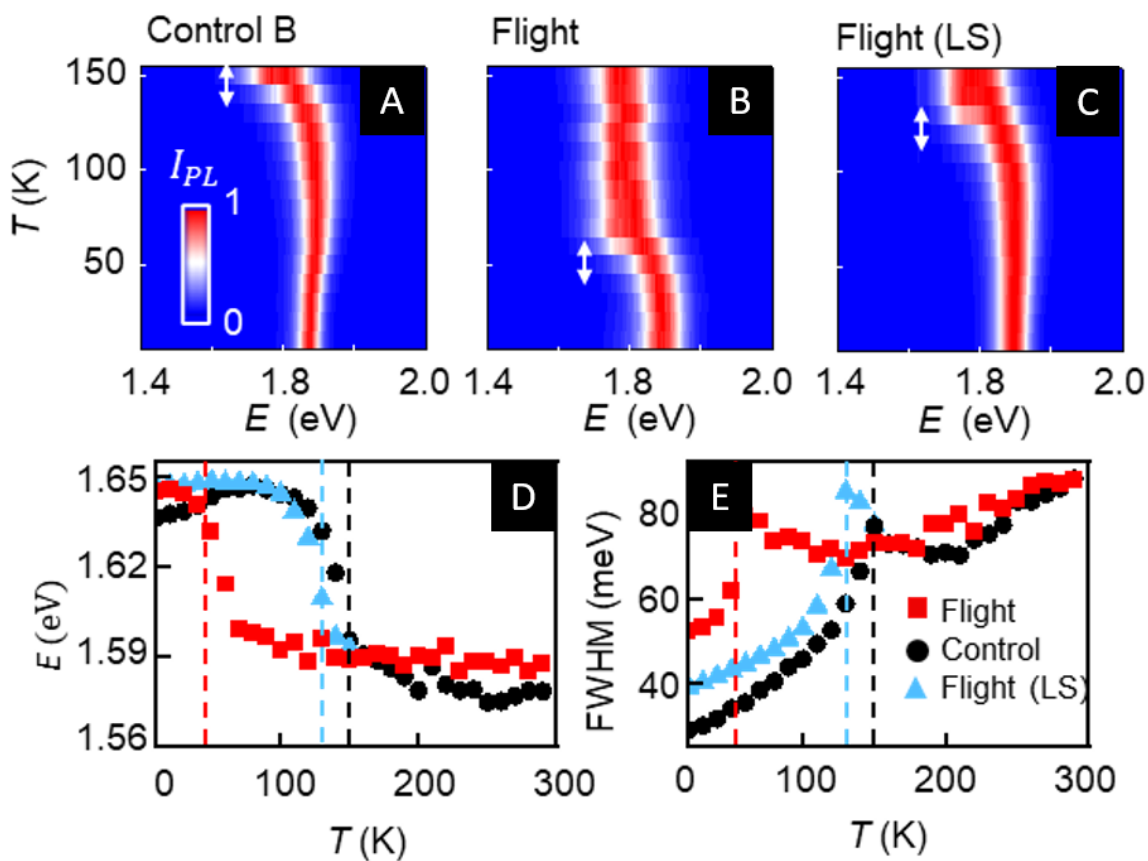 Control B
Flight
Flight (LS)
A
B
C
150
100
50
T (K)
I_PL
1
0
1.4 1.8 2.0
1.4 1.8 2.0
1.4 1.8 2.0
E (eV)
E (eV)
E (eV)
D
E
1.65
1.62
1.59
1.56
E (eV)
0 100 200 300
T (K)
80
60
40
FWHM (meV)
Flight
Control
Flight (LS)
0 100 200 300
T (K)